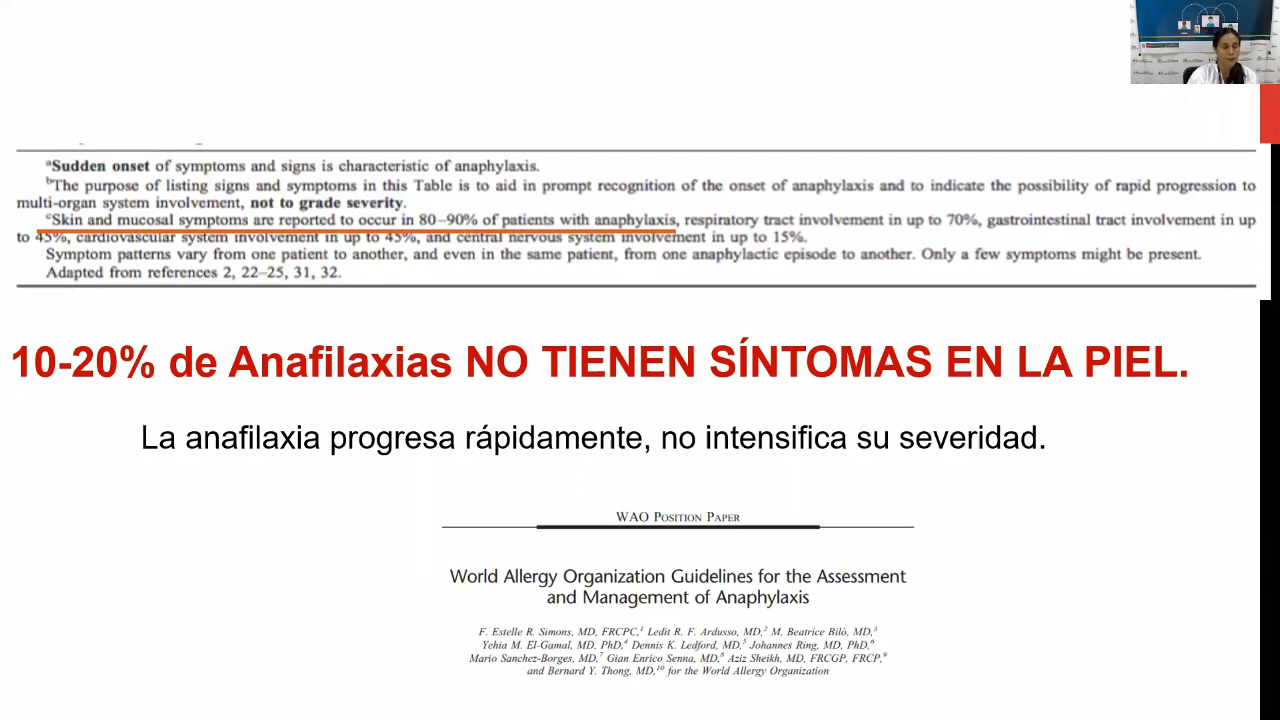 ᵃSudden onset of symptoms and signs is characteristic of anaphylaxis.
ᵇThe purpose of listing signs and symptoms in this Table is to aid in prompt recognition of the onset of anaphylaxis and to indicate the possibility of rapid progression to
multi-organ system involvement, not to grade severity.
ᶜSkin and mucosal symptoms are reported to occur in 80–90% of patients with anaphylaxis, respiratory tract involvement in up to 70%, gastrointestinal tract involvement in up
to 45%, cardiovascular system involvement in up to 45%, and central nervous system involvement in up to 15%.
Symptom patterns vary from one patient to another, and even in the same patient, from one anaphylactic episode to another. Only a few symptoms might be present.
Adapted from references 2, 22–25, 31, 32.
10-20% de Anafilaxias NO TIENEN SÍNTOMAS EN LA PIEL.
La anafilaxia progresa rápidamente, no intensifica su severidad.
WAO Position Paper
World Allergy Organization Guidelines for the Assessment
and Management of Anaphylaxis
F. Estelle R. Simons, MD, FRCPC,¹ Ledit R. F. Ardusso, MD,² M. Beatrice Bilò, MD,³
Yehia M. El-Gamal, MD, PhD,⁴ Dennis K. Ledford, MD,⁵ Johannes Ring, MD, PhD,⁶
Mario Sanchez-Borges, MD,⁷ Gian Enrico Senna, MD,⁸ Aziz Sheikh, MD, FRCGP, FRCP,⁹
and Bernard Y. Thong, MD,¹⁰ for the World Allergy Organization